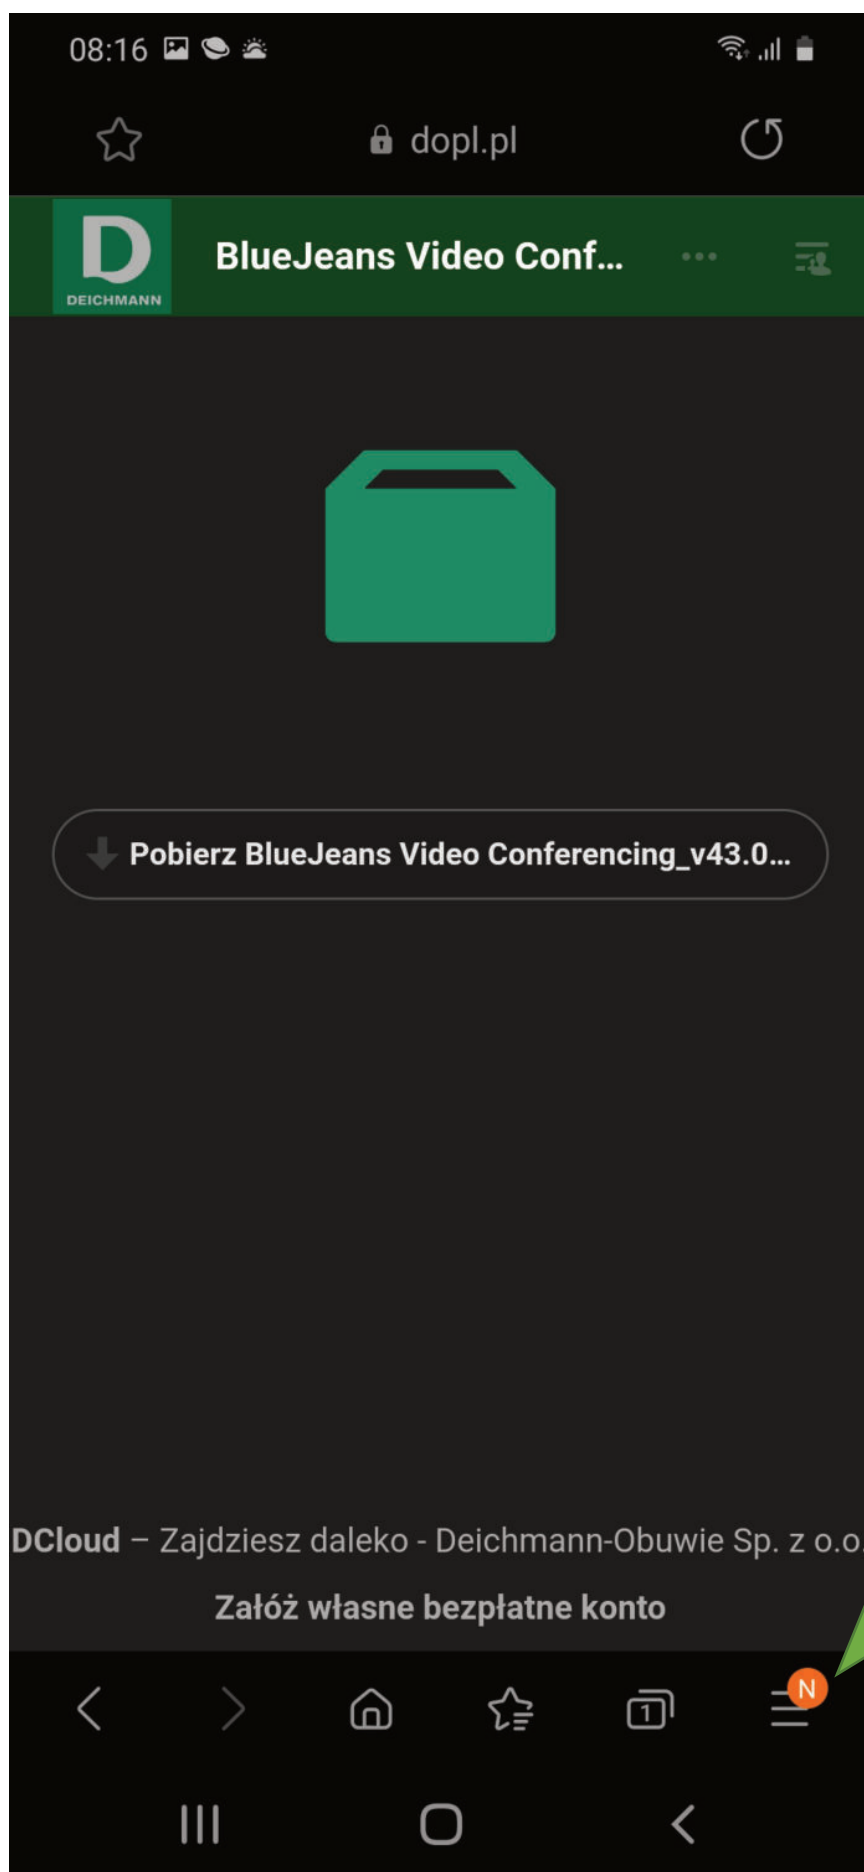 08:16
dopl.pl
D
DEICHMANN
BlueJeans Video Conf...
Pobierz BlueJeans Video Conferencing_v43.0...
DCloud – Zajdziesz daleko - Deichmann-Obuwie Sp. z o.o.
Załóż własne bezpłatne konto
1
N